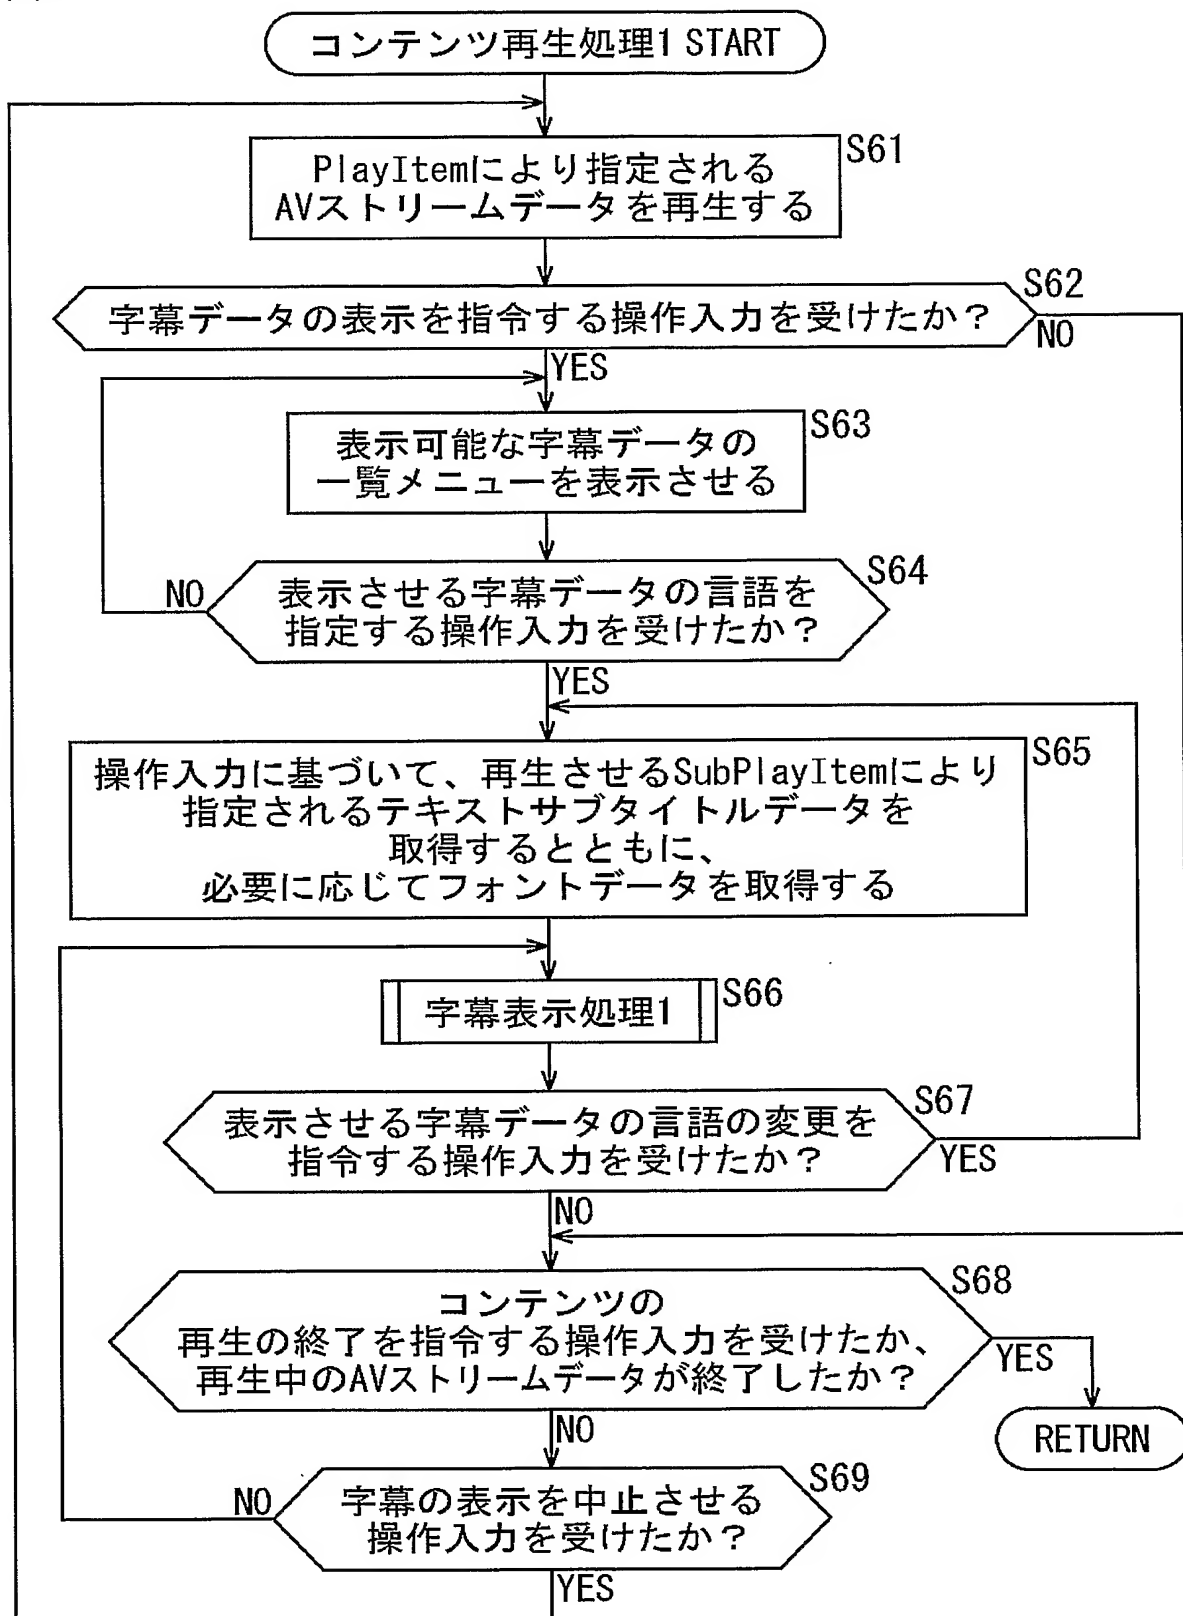 コンテンツ再生処理1 START
S61
PlayItemにより指定される
AVストリームデータを再生する
S62
字幕データの表示を指令する操作入力を受けたか？
NO
YES
S63
表示可能な字幕データの
一覧メニューを表示させる
S64
NO
表示させる字幕データの言語を
指定する操作入力を受けたか？
YES
S65
操作入力に基づいて、再生させるSubPlayItemにより
指定されるテキストサブタイトルデータを
取得するとともに、
必要に応じてフォントデータを取得する
字幕表示処理1
S66
S67
表示させる字幕データの言語の変更を
指令する操作入力を受けたか？
YES
NO
S68
コンテンツの
再生の終了を指令する操作入力を受けたか、
再生中のAVストリームデータが終了したか？
YES
NO
RETURN
S69
NO
字幕の表示を中止させる
操作入力を受けたか？
YES